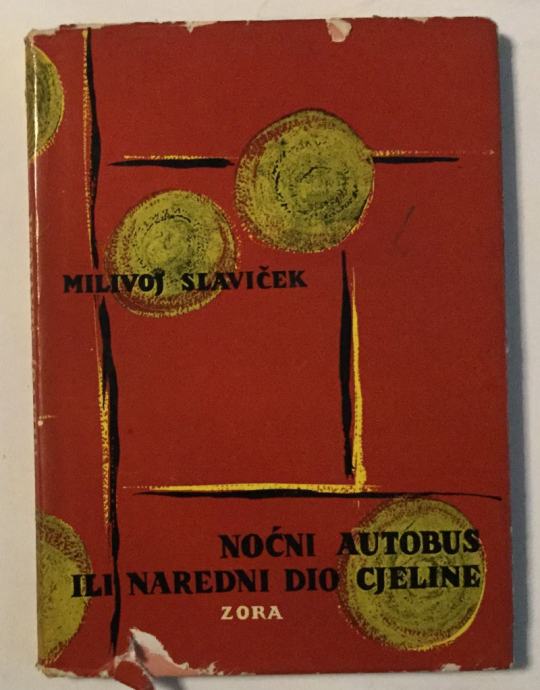 MILIVOJ SLAVIČEK
NOĆNI AUTOBUS
ILI NAREDNI DIO CJELINE
ZORA